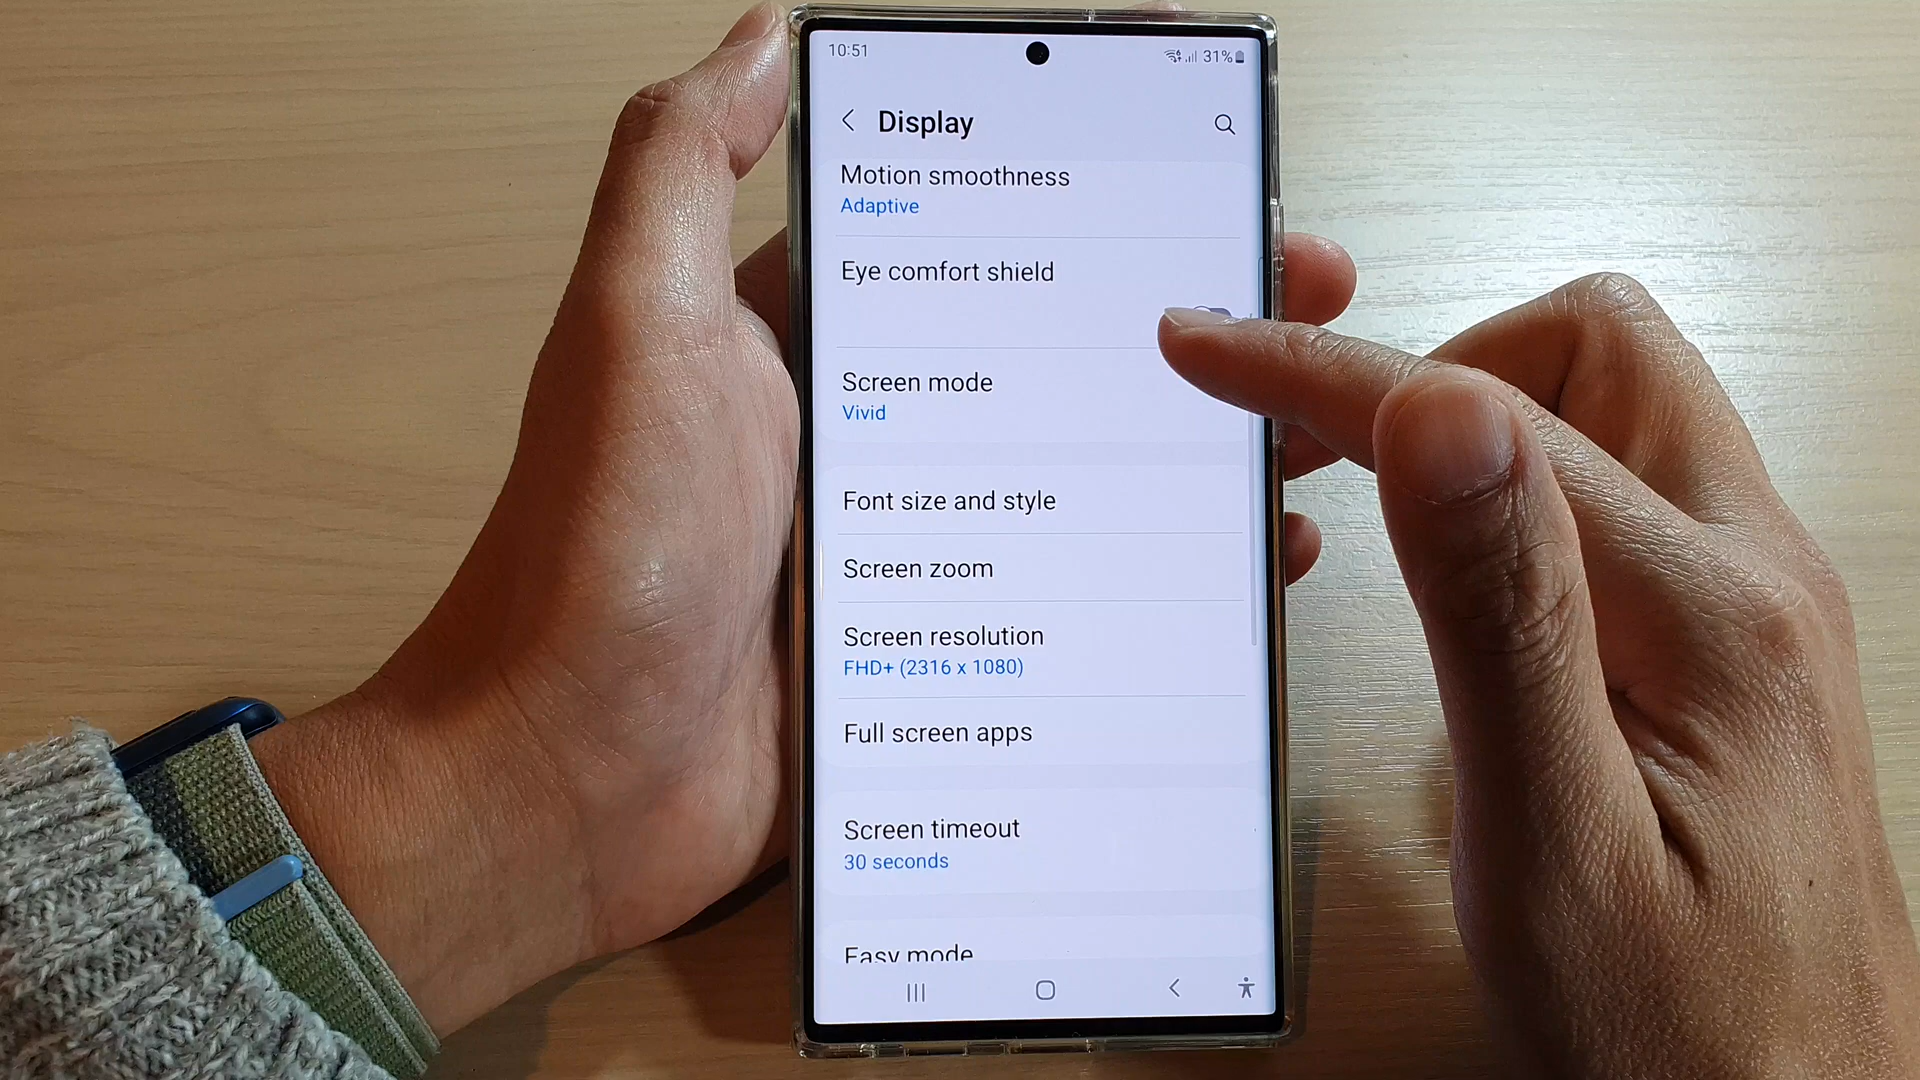 10:51
31%
Display
Motion smoothness
Adaptive
Eye comfort shield
Screen mode
Vivid
Font size and style
Screen zoom
Screen resolution
FHD+ (2316 x 1080)
Full screen apps
Screen timeout
30 seconds
Easy mode